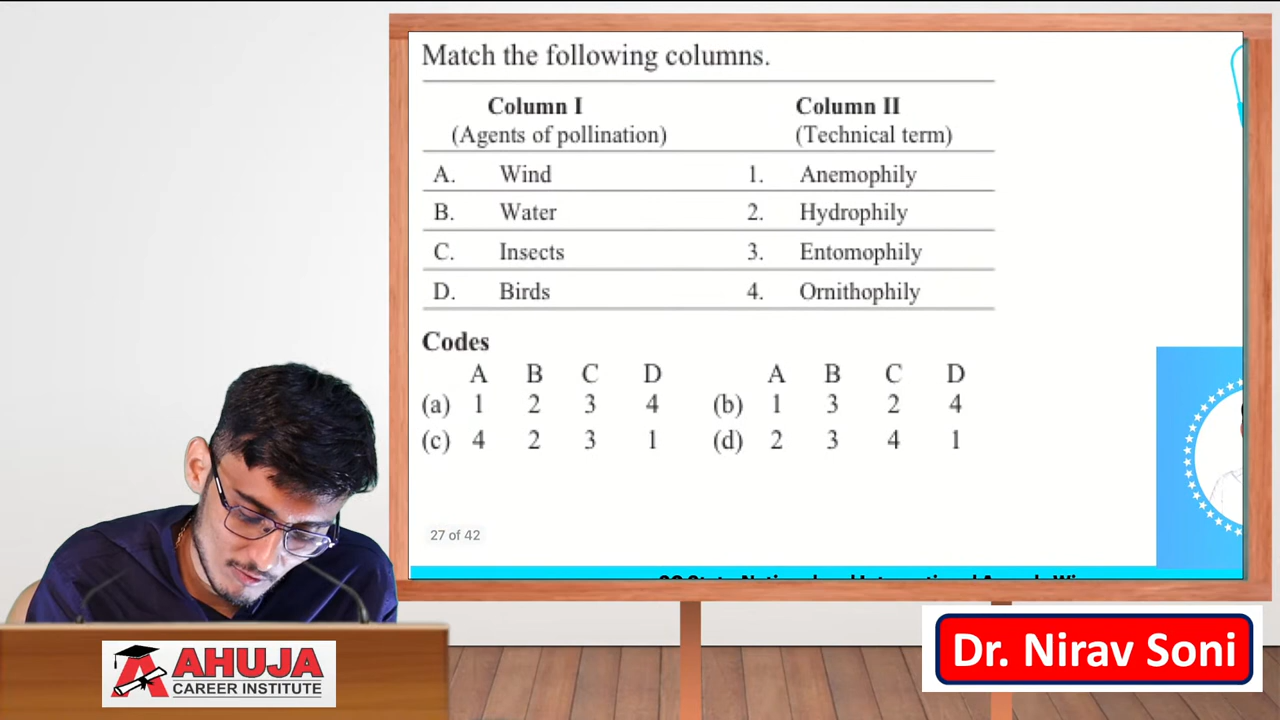 Match the following columns.
Column I Column II
(Agents of pollination) (Technical term)
A. Wind 1. Anemophily
B. Water 2. Hydrophily
C. Insects 3. Entomophily
D. Birds 4. Ornithophily
Codes
A B C D A B C D
(a) 1 2 3 4 (b) 1 3 2 4
(c) 4 2 3 1 (d) 2 3 4 1
27 of 42
Dr. Nirav Soni
AHUJA
CAREER INSTITUTE